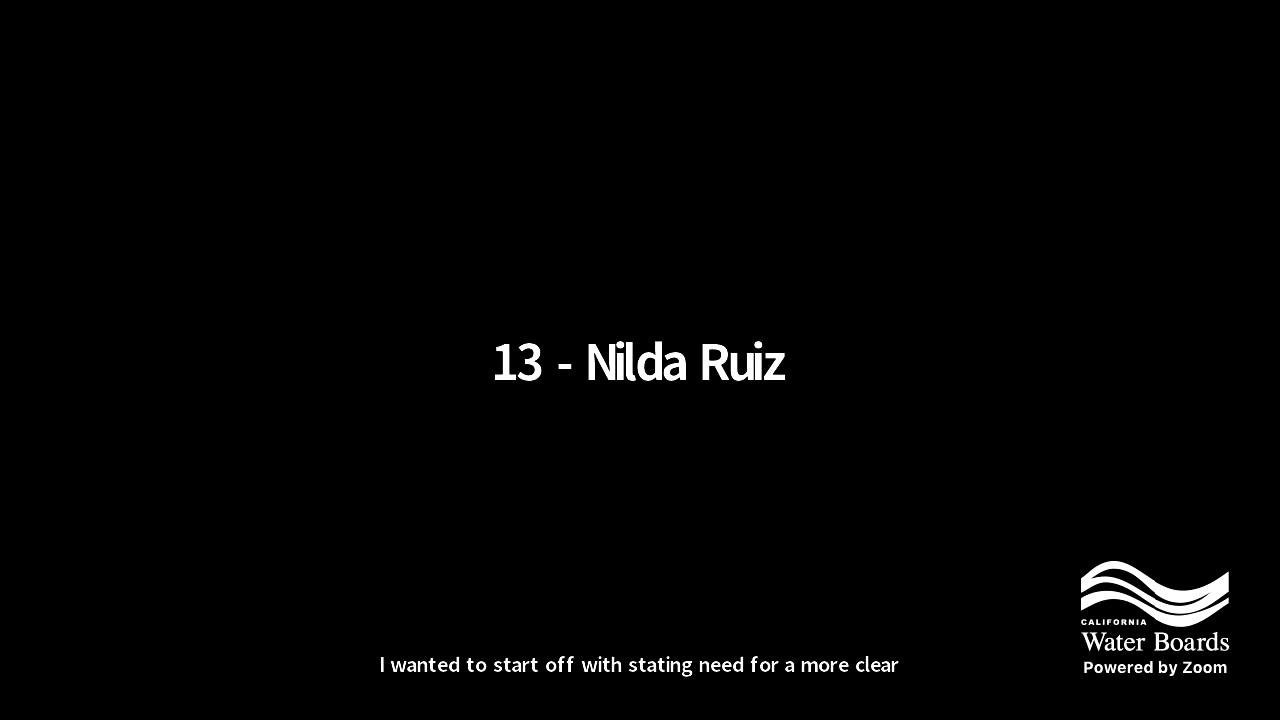 13 - Nilda Ruiz
I wanted to start off with stating need for a more clear
CALIFORNIA
Water Boards
Powered by Zoom